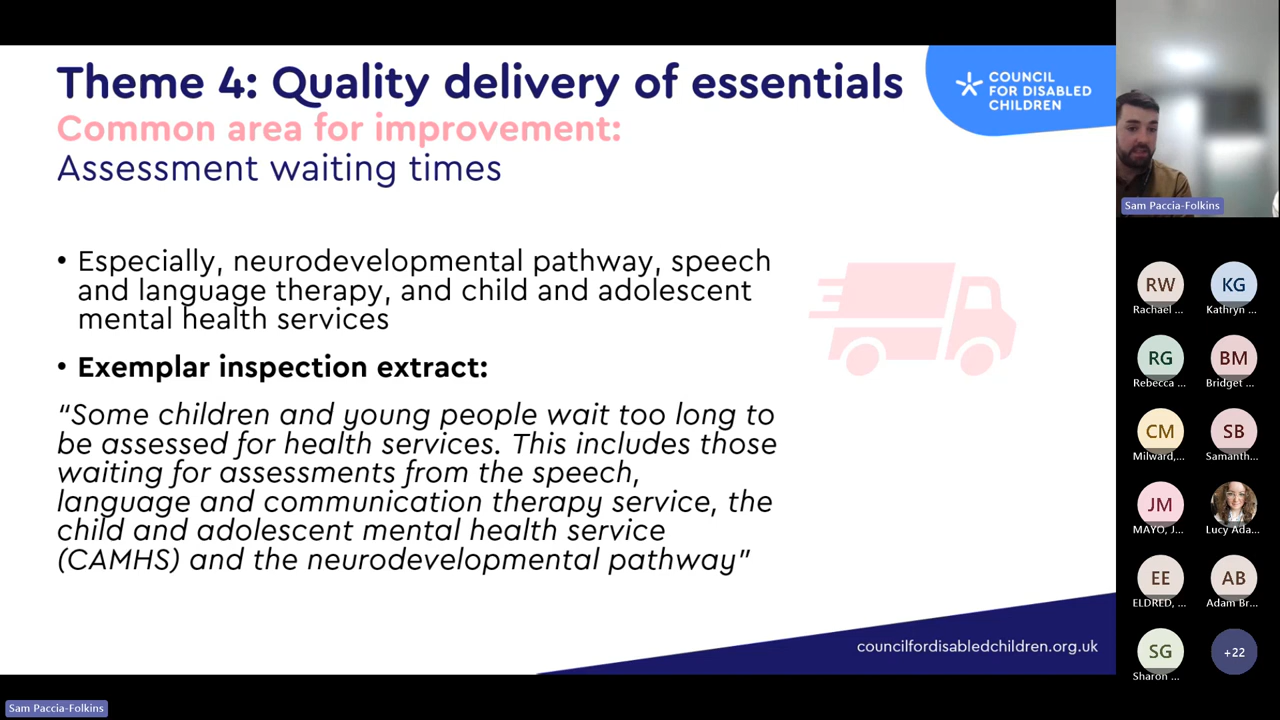 Theme 4: Quality delivery of essentials
Common area for improvement:
Assessment waiting times
COUNCIL
FOR DISABLED
CHILDREN
• Especially, neurodevelopmental pathway, speech
and language therapy, and child and adolescent
mental health services
• Exemplar inspection extract:
“Some children and young people wait too long to
be assessed for health services. This includes those
waiting for assessments from the speech,
language and communication therapy service, the
child and adolescent mental health service
(CAMHS) and the neurodevelopmental pathway”
councilfordisabledchildren.org.uk
Sam Paccia-Folkins
RW
Rachael ...
KG
Kathryn ...
RG
Rebecca ...
BM
Bridget ...
CM
Milward,...
SB
Samanth...
JM
MAYO, J...
Lucy Ada...
EE
ELDRED, ...
AB
Adam Br...
SG
Sharon ...
+22
Sam Paccia-Folkins